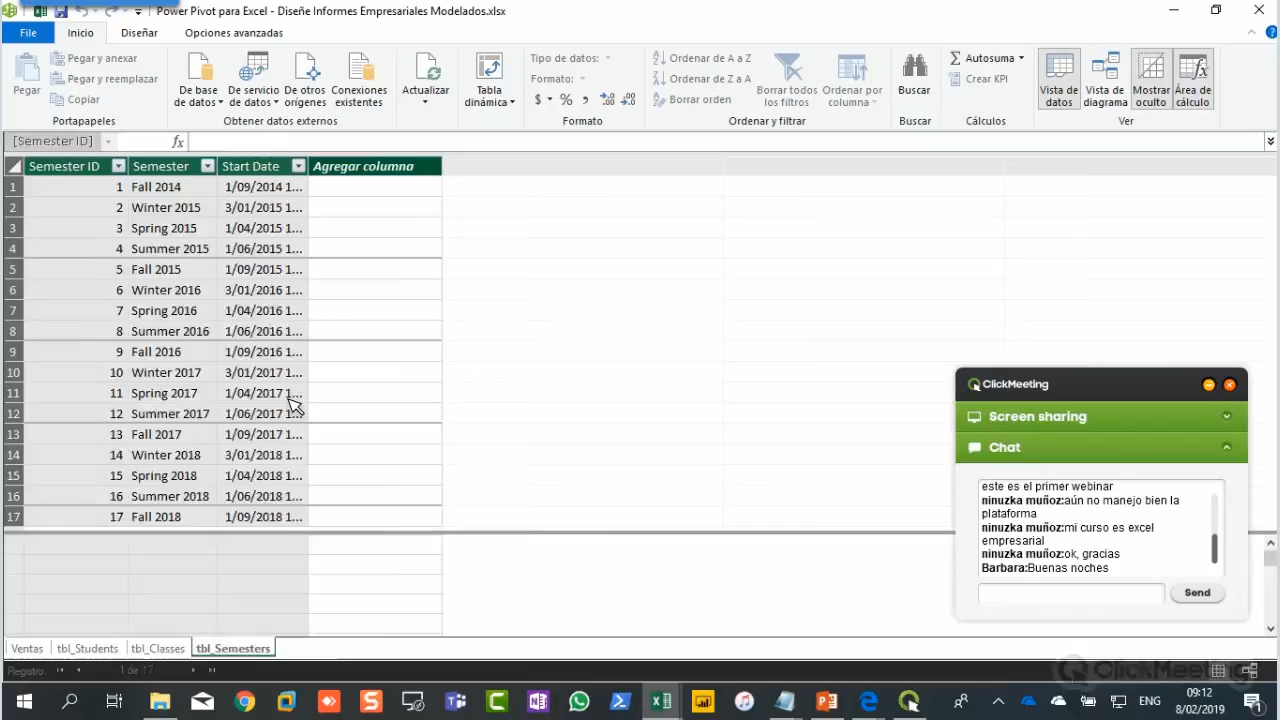 Power Pivot para Excel - Diseñe Informes Empresariales Modelados.xlsx
File Inicio Diseñar Opciones avanzadas
Pegar
Pegar y anexar
Pegar y reemplazar
Copiar
Portapapeles
De base de datos
De servicio de datos
De otros orígenes
Conexiones existentes
Obtener datos externos
Actualizar
Tabla dinámica
Tipo de datos:
Formato:
$ % .00
Formato
Ordenar de A a Z
Ordenar de Z a A
Borrar orden
Borrar todos los filtros
Ordenar por columna
Ordenar y filtrar
Buscar
Buscar
Autosuma
Crear KPI
Cálculos
Vista de datos
Vista de diagrama
Mostrar oculto
Área de cálculo
Ver
[Semester ID] fx
Semester ID Semester Start Date Agregar columna
1 1 Fall 2014 1/09/2014 1...
2 2 Winter 2015 3/01/2015 1...
3 3 Spring 2015 1/04/2015 1...
4 4 Summer 2015 1/06/2015 1...
5 5 Fall 2015 1/09/2015 1...
6 6 Winter 2016 3/01/2016 1...
7 7 Spring 2016 1/04/2016 1...
8 8 Summer 2016 1/06/2016 1...
9 9 Fall 2016 1/09/2016 1...
10 10 Winter 2017 3/01/2017 1...
11 11 Spring 2017 1/04/2017 1...
12 12 Summer 2017 1/06/2017 1...
13 13 Fall 2017 1/09/2017 1...
14 14 Winter 2018 3/01/2018 1...
15 15 Spring 2018 1/04/2018 1...
16 16 Summer 2018 1/06/2018 1...
17 17 Fall 2018 1/09/2018 1...
ClickMeeting
Screen sharing
Chat
este es el primer webinar
ninuzka muñoz:aún no manejo bien la
plataforma
ninuzka muñoz:mi curso es excel
empresarial
ninuzka muñoz:ok, gracias
Barbara:Buenas noches
Send
Ventas tbl_Students tbl_Classes tbl_Semesters
Registro: 1 de 17
ClickMeeting
ENG
09:12
8/02/2019